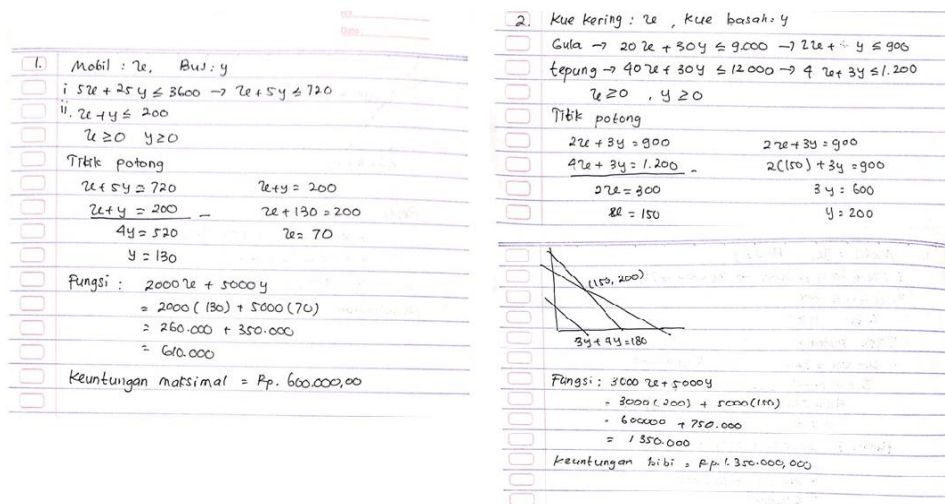 1. Mobil : x, Bus : y
i 5x + 25y ≤ 3600 → x + 5y ≤ 720
ii. x + y ≤ 200
x ≥ 0 y ≥ 0
Titik potong
x + 5y = 720 x + y = 200
x + y = 200 - x + 130 = 200
4y = 520 x = 70
y = 130
Fungsi : 2000x + 5000y
= 2000 (130) + 5000 (70)
= 260.000 + 350.000
= 610.000
Keuntungan maksimal = Rp. 600.000,00
2. Kue kering : x , Kue basah : y
Gula → 20x + 30y ≤ 9.000 → 2x + y ≤ 900
tepung → 40x + 30y ≤ 12000 → 4x + 3y ≤ 1.200
x ≥ 0 , y ≥ 0
Titik potong
2x + 3y = 900 2x + 3y = 900
4x + 3y = 1.200 - 2(150) + 3y = 900
2x = 300 3y = 600
x = 150 y = 200
(150, 200)
3y + 4y = 180
Fungsi : 3000x + 5000y
= 3000 (200) + 5000 (150)
= 600000 + 750.000
= 1350.000
Keuntungan bibi = Rp. 1.350.000,000